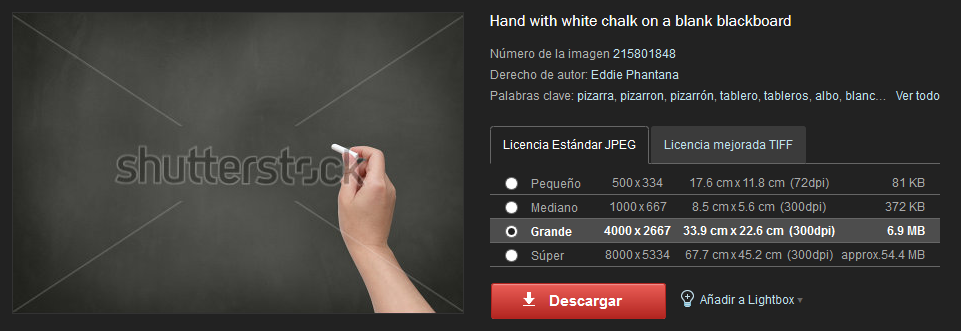 Hand with white chalk on a blank blackboard
Número de la imagen 215801848
Derecho de autor: Eddie Phantana
Palabras clave: pizarra, pizarron, pizarrón, tablero, tableros, albo, blanc... Ver todo
Licencia Estándar JPEG Licencia mejorada TIFF
shutterstock
Pequeño 500 x 334 17.6 cm x 11.8 cm (72dpi) 81 KB
Mediano 1000 x 667 8.5 cm x 5.6 cm (300dpi) 372 KB
Grande 4000 x 2667 33.9 cm x 22.6 cm (300dpi) 6.9 MB
Súper 8000 x 5334 67.7 cm x 45.2 cm (300dpi) approx.54.4 MB
Descargar Añadir a Lightbox